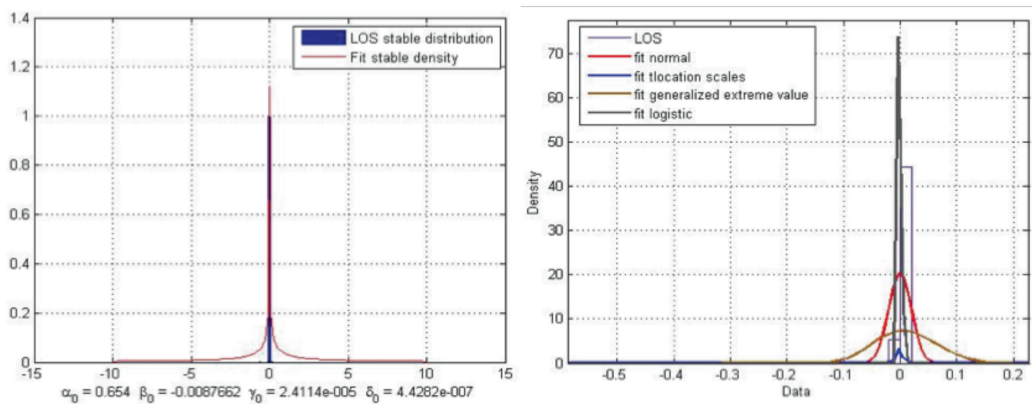 1.4
1.2
1
0.8
0.6
0.4
0.2
0
-15 -10 -5 0 5 10 15
LOS stable distribution
Fit stable density
α₀ = 0.654 β₀ = -0.0087662 γ₀ = 2.4114e-005 δ₀ = 4.4282e-007
70
60
50
40
30
20
10
0
Density
LOS
fit normal
fit tlocation scales
fit generalized extreme value
fit logistic
-0.5 -0.4 -0.3 -0.2 -0.1 0 0.1 0.2
Data